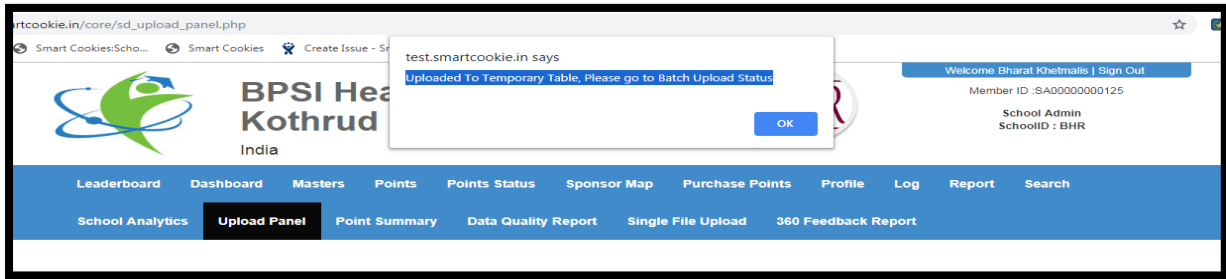 rtcookie.in/core/sd_upload_panel.php
Smart Cookies:Scho... Smart Cookies Create Issue - Sr
test.smartcookie.in says
Uploaded To Temporary Table, Please go to Batch Upload Status
OK
BPSI Hea
Kothrud
India
R
Welcome Bharat Khetmalis | Sign Out
Member ID :SA00000000125
School Admin
SchoolID : BHR
Leaderboard Dashboard Masters Points Points Status Sponsor Map Purchase Points Profile Log Report Search
School Analytics Upload Panel Point Summary Data Quality Report Single File Upload 360 Feedback Report